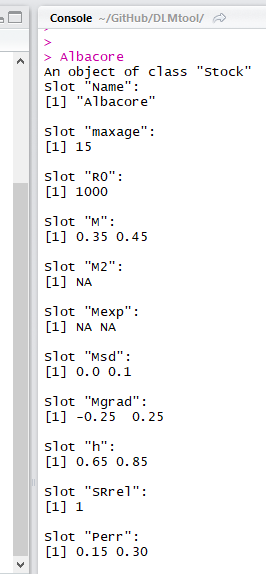 Console ~/GitHub/DLMtool/
>
>
> Albacore
An object of class "Stock"
Slot "Name":
[1] "Albacore"
Slot "maxage":
[1] 15
Slot "R0":
[1] 1000
Slot "M":
[1] 0.35 0.45
Slot "M2":
[1] NA
Slot "Mexp":
[1] NA NA
Slot "Msd":
[1] 0.0 0.1
Slot "Mgrad":
[1] -0.25  0.25
Slot "h":
[1] 0.65 0.85
Slot "SRrel":
[1] 1
Slot "Perr":
[1] 0.15 0.30